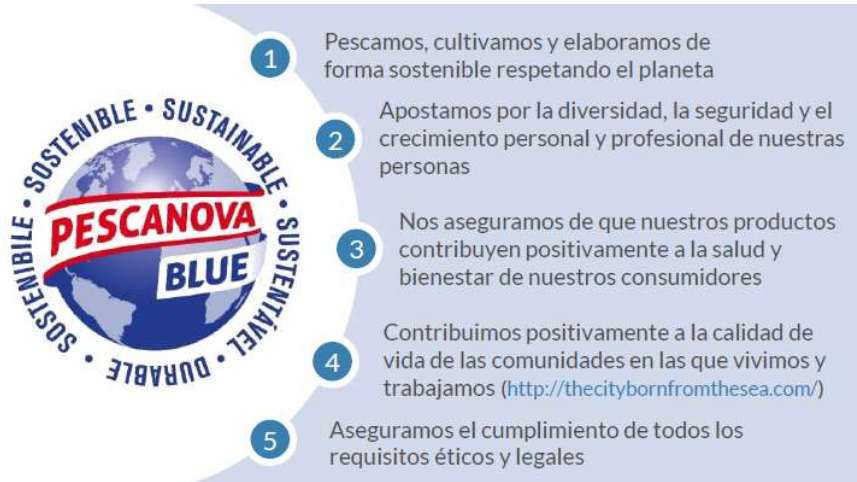 SOSTENIBLE • SUSTAINABLE • SUSTENTÁVEL • DURABLE • SOSTENIBILE •
PESCANOVA
BLUE
1
Pescamos, cultivamos y elaboramos de
forma sostenible respetando el planeta
2
Apostamos por la diversidad, la seguridad y el
crecimiento personal y profesional de nuestras
personas
3
Nos aseguramos de que nuestros productos
contribuyen positivamente a la salud y
bienestar de nuestros consumidores
4
Contribuimos positivamente a la calidad de
vida de las comunidades en las que vivimos y
trabajamos (http://thecitybornfromthesea.com/)
5
Aseguramos el cumplimiento de todos los
requisitos éticos y legales